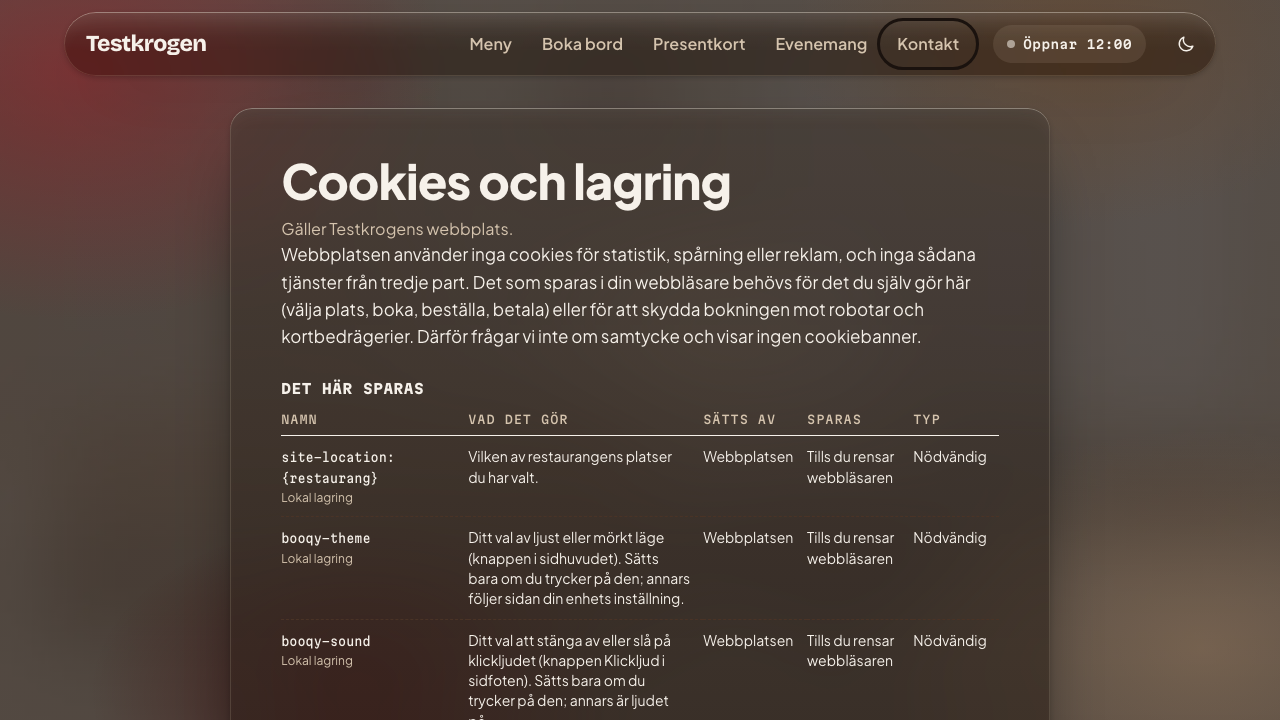 Testkrogen
Meny Boka bord Presentkort Evenemang Kontakt Öppnar 12:00
Cookies och lagring
Gäller Testkrogens webbplats.
Webbplatsen använder inga cookies för statistik, spårning eller reklam, och inga sådana
tjänster från tredje part. Det som sparas i din webbläsare behövs för det du själv gör här
(välja plats, boka, beställa, betala) eller för att skydda bokningen mot robotar och
kortbedrägerier. Därför frågar vi inte om samtycke och visar ingen cookiebanner.
DET HÄR SPARAS
NAMN VAD DET GÖR SÄTTS AV SPARAS TYP
site-location: Vilken av restaurangens platser Webbplatsen Tills du rensar Nödvändig
{restaurang} du har valt. webbläsaren
Lokal lagring
booqy-theme Ditt val av ljust eller mörkt läge Webbplatsen Tills du rensar Nödvändig
Lokal lagring (knappen i sidhuvudet). Sätts webbläsaren
bara om du trycker på den; annars
följer sidan din enhets inställning.
booqy-sound Ditt val att stänga av eller slå på Webbplatsen Tills du rensar Nödvändig
Lokal lagring klickljudet (knappen Klickljud i webbläsaren
sidfoten). Sätts bara om du
trycker på den; annars är ljudet